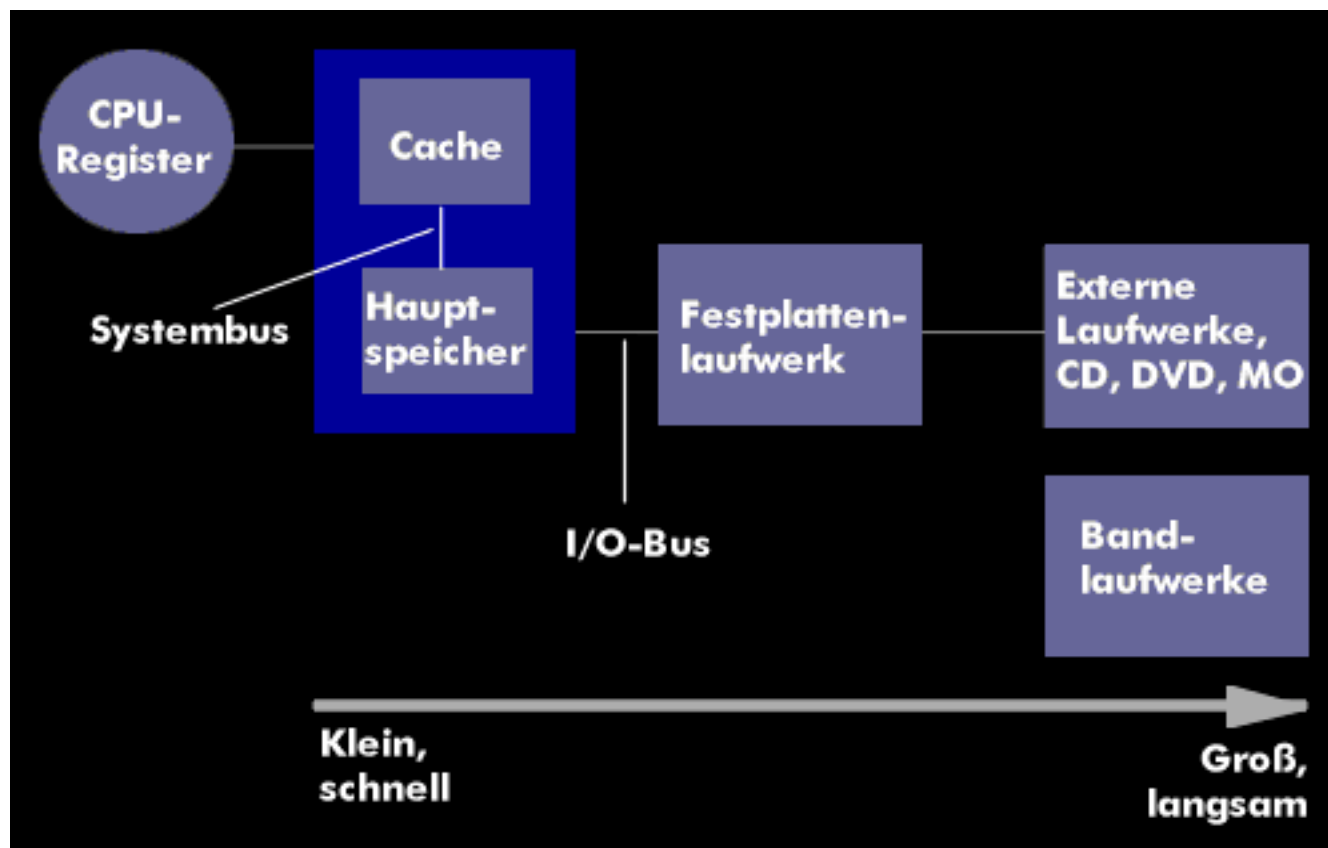 CPU-
Register
Cache
Systembus
Haupt-
speicher
Festplatten-
laufwerk
Externe
Laufwerke,
CD, DVD, MO
I/O-Bus
Band-
laufwerke
Klein,
schnell
Groß,
langsam